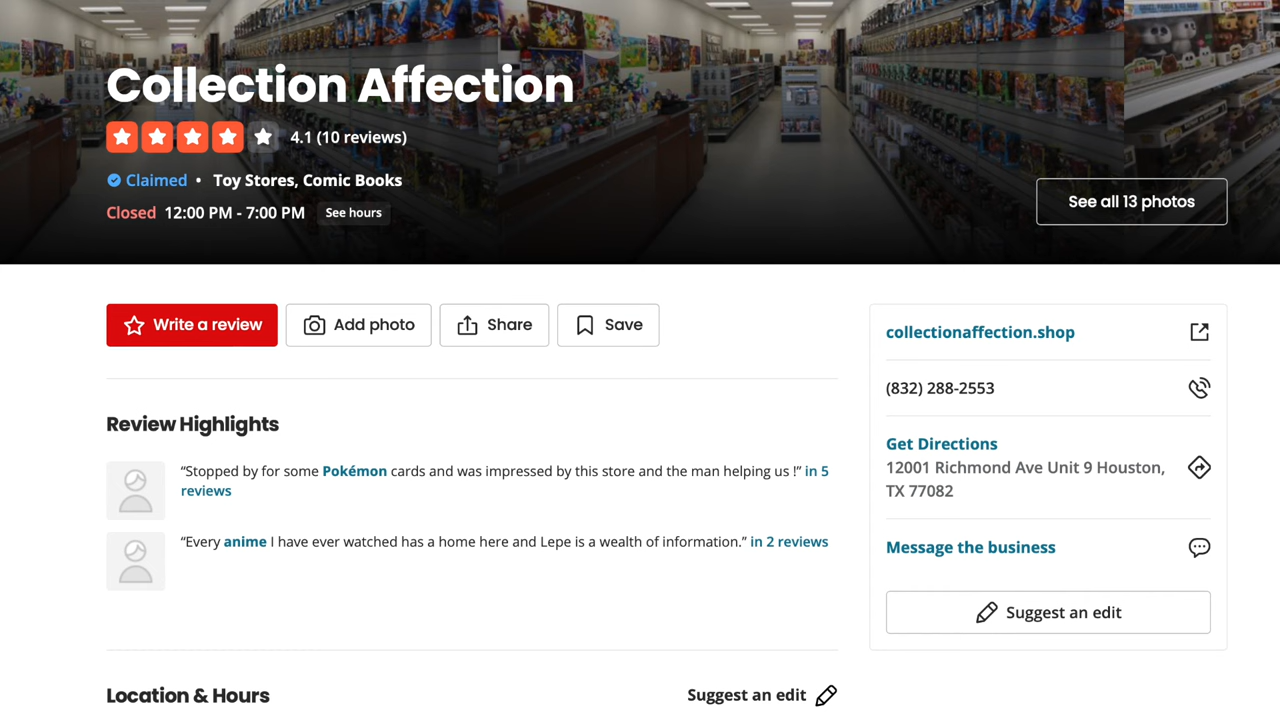 Collection Affection
4.1 (10 reviews)
Claimed • Toy Stores, Comic Books
Closed 12:00 PM - 7:00 PM See hours
See all 13 photos
Write a review
Add photo
Share
Save
Review Highlights
“Stopped by for some Pokémon cards and was impressed by this store and the man helping us !” in 5
reviews
“Every anime I have ever watched has a home here and Lepe is a wealth of information.” in 2 reviews
Location & Hours
Suggest an edit
collectionaffection.shop
(832) 288-2553
Get Directions
12001 Richmond Ave Unit 9 Houston,
TX 77082
Message the business
Suggest an edit